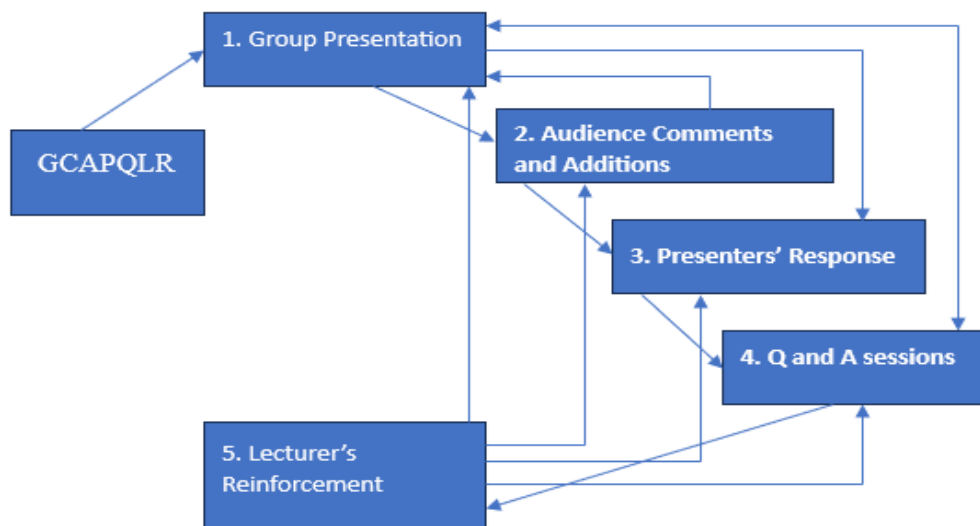 1. Group Presentation
GCAPQLR
2. Audience Comments
and Additions
3. Presenters’ Response
4. Q and A sessions
5. Lecturer’s
Reinforcement